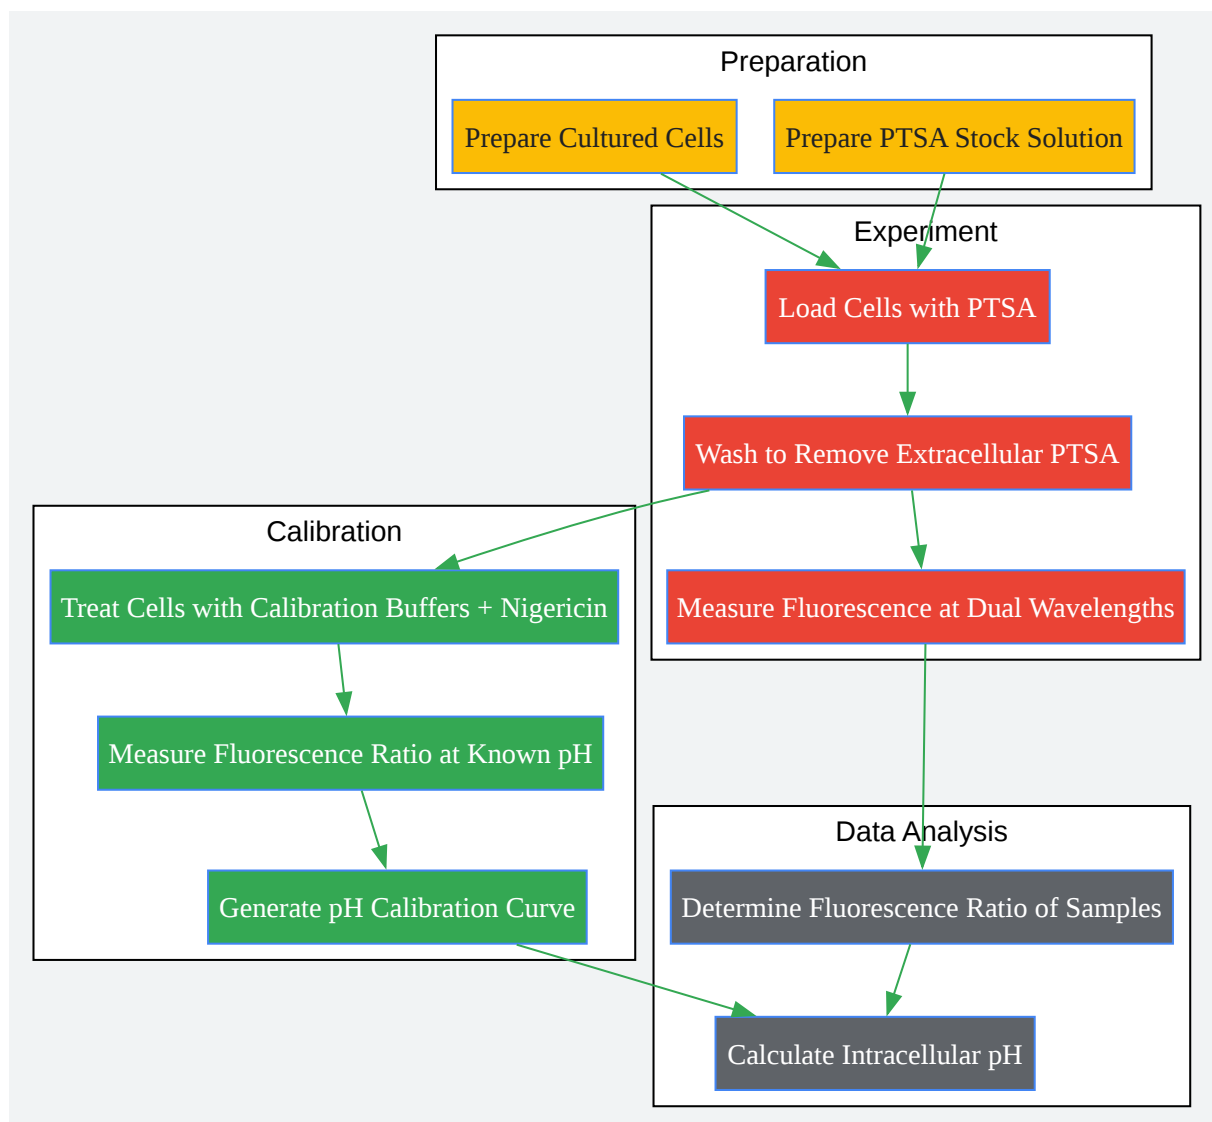 Preparation
Prepare Cultured Cells
Prepare PTSA Stock Solution
Experiment
Load Cells with PTSA
Wash to Remove Extracellular PTSA
Measure Fluorescence at Dual Wavelengths
Calibration
Treat Cells with Calibration Buffers + Nigericin
Measure Fluorescence Ratio at Known pH
Generate pH Calibration Curve
Data Analysis
Determine Fluorescence Ratio of Samples
Calculate Intracellular pH